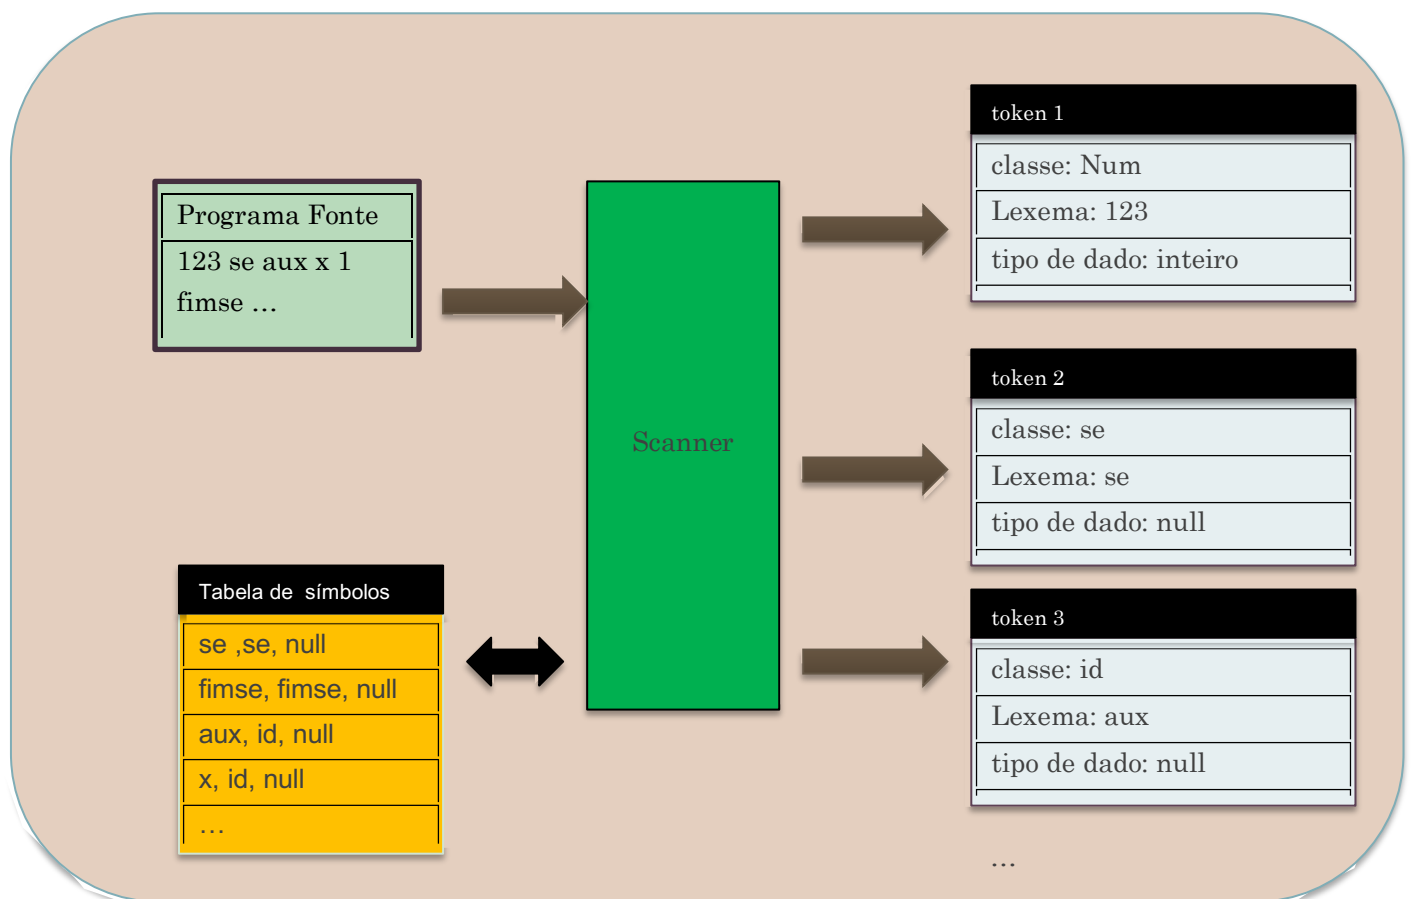 Programa Fonte
123 se aux x 1
fimse ...
Tabela de símbolos
se ,se, null
fimse, fimse, null
aux, id, null
x, id, null
...
Scanner
token 1
classe: Num
Lexema: 123
tipo de dado: inteiro
token 2
classe: se
Lexema: se
tipo de dado: null
token 3
classe: id
Lexema: aux
tipo de dado: null
...